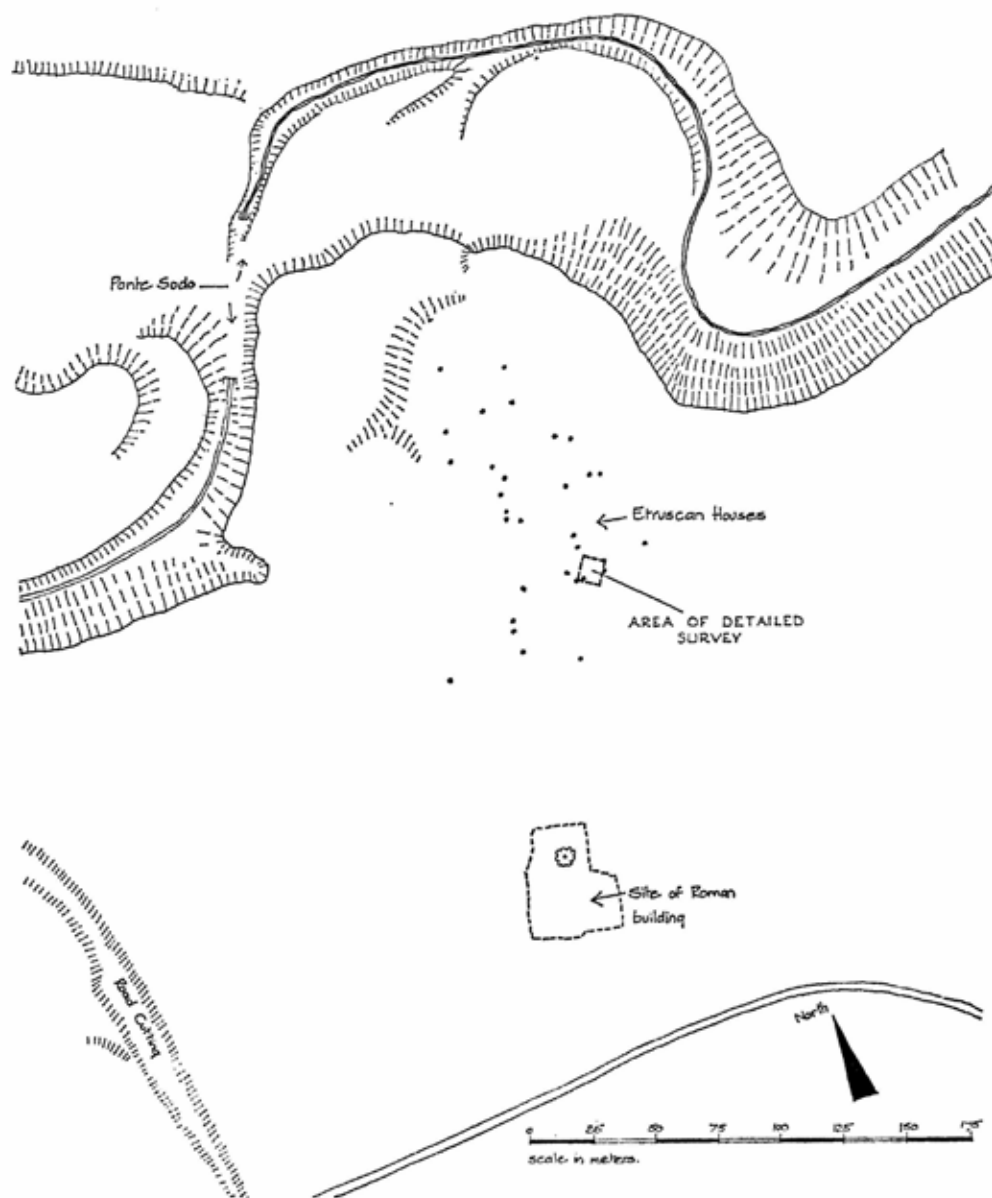 Ponte Sodo
Etruscan Houses
AREA OF DETAILED
SURVEY
Site of Roman
building
Road Cutting
North
0 25 50 75 100 125 150 175
scale in meters.